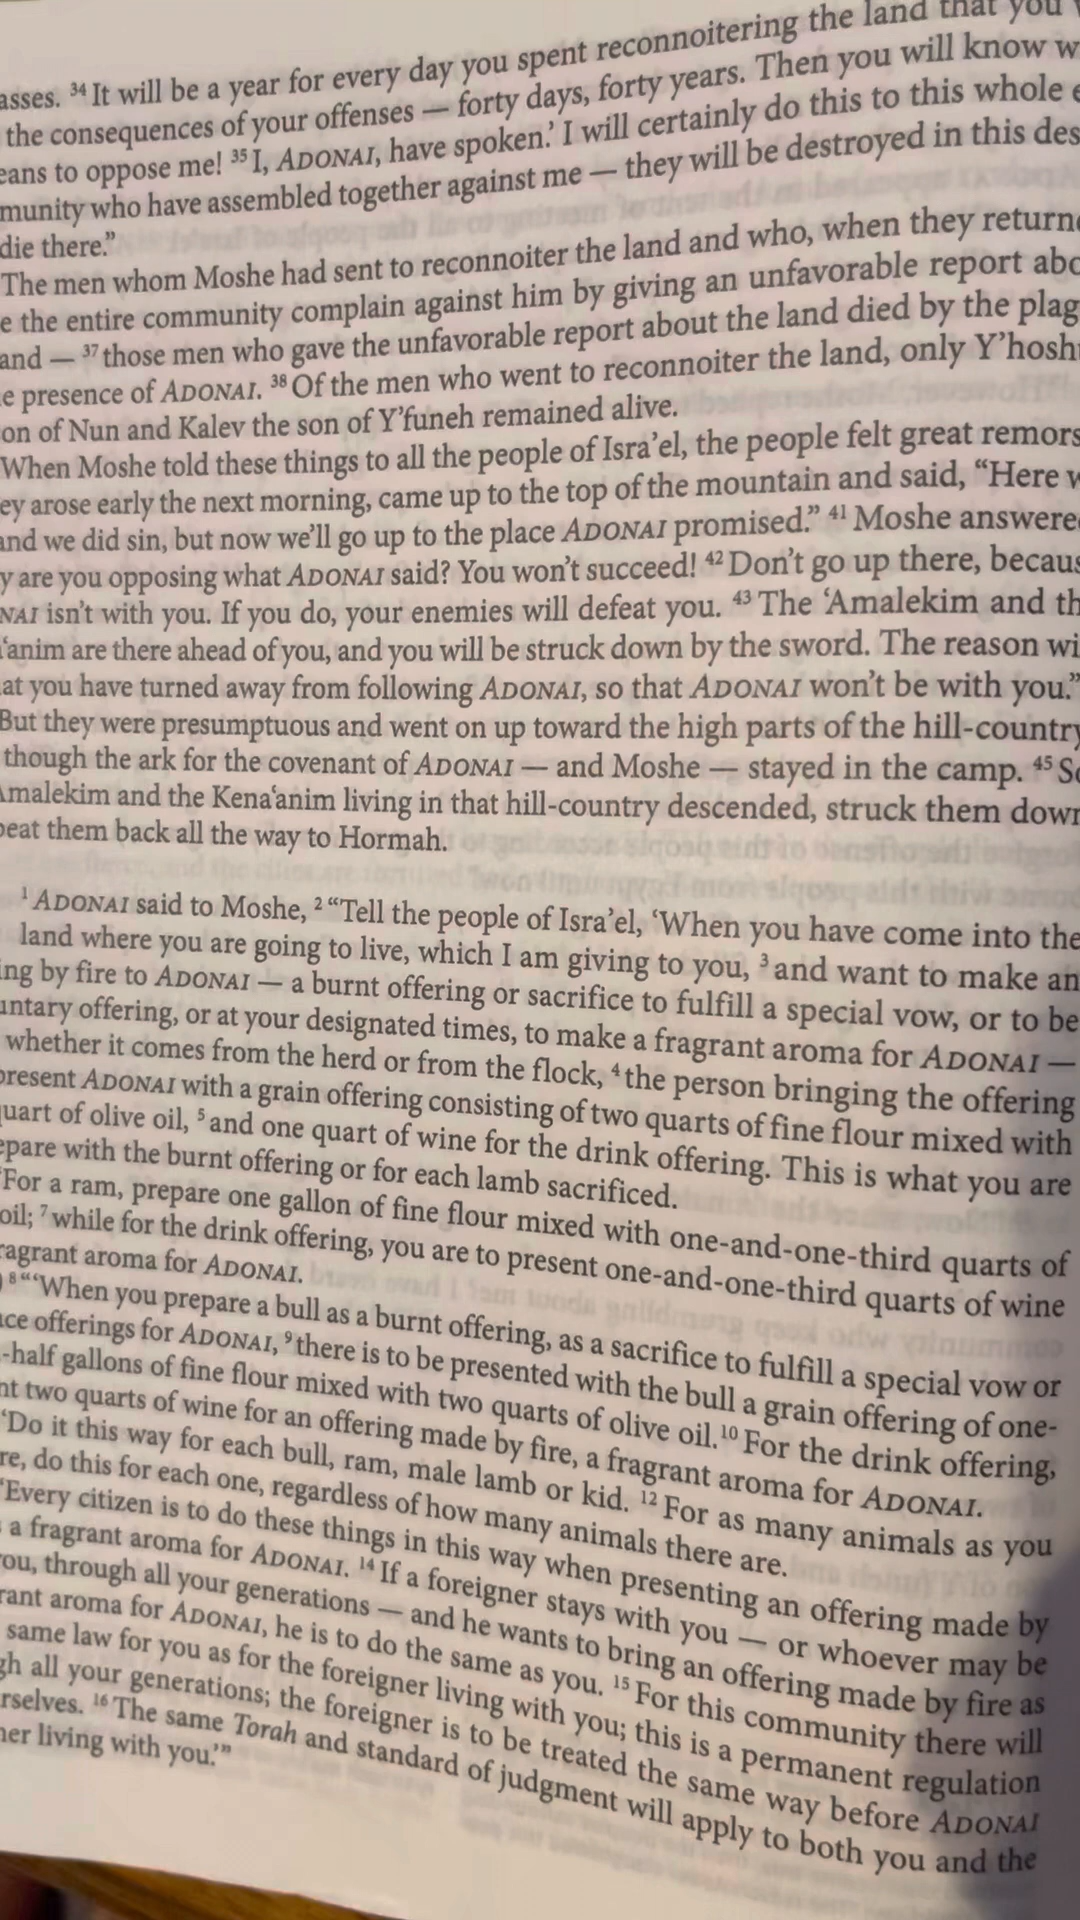 asses. 34 It will be a year for every day you spent reconnoitering the land that you
the consequences of your offenses — forty days, forty years. Then you will know w
eans to oppose me! 35 I, ADONAI, have spoken.' I will certainly do this to this whole e
munity who have assembled together against me — they will be destroyed in this des
die there.”
The men whom Moshe had sent to reconnoiter the land and who, when they returne
e the entire community complain against him by giving an unfavorable report abo
and — 37 those men who gave the unfavorable report about the land died by the plag
e presence of ADONAI. 38 Of the men who went to reconnoiter the land, only Y’hosh
on of Nun and Kalev the son of Y’funeh remained alive.
When Moshe told these things to all the people of Isra’el, the people felt great remors
ey arose early the next morning, came up to the top of the mountain and said, “Here w
and we did sin, but now we’ll go up to the place ADONAI promised.” 41 Moshe answere
y are you opposing what ADONAI said? You won’t succeed! 42 Don’t go up there, becaus
NAI isn’t with you. If you do, your enemies will defeat you. 43 The ‘Amalekim and th
‘anim are there ahead of you, and you will be struck down by the sword. The reason wi
at you have turned away from following ADONAI, so that ADONAI won’t be with you.”
But they were presumptuous and went on up toward the high parts of the hill-country
though the ark for the covenant of ADONAI — and Moshe — stayed in the camp. 45 So
Amalekim and the Kena‘anim living in that hill-country descended, struck them down
beat them back all the way to Hormah.
1 ADONAI said to Moshe, 2 “Tell the people of Isra’el, ‘When you have come into the
land where you are going to live, which I am giving to you, 3 and want to make an
ing by fire to ADONAI — a burnt offering or sacrifice to fulfill a special vow, or to be
untary offering, or at your designated times, to make a fragrant aroma for ADONAI —
whether it comes from the herd or from the flock, 4 the person bringing the offering
present ADONAI with a grain offering consisting of two quarts of fine flour mixed with
quart of olive oil, 5 and one quart of wine for the drink offering. This is what you are
epare with the burnt offering or for each lamb sacrificed.
‘For a ram, prepare one gallon of fine flour mixed with one-and-one-third quarts of
oil; 7 while for the drink offering, you are to present one-and-one-third quarts of wine
ragrant aroma for ADONAI.
) 8 “‘When you prepare a bull as a burnt offering, as a sacrifice to fulfill a special vow or
ace offerings for ADONAI, 9 there is to be presented with the bull a grain offering of one-
-half gallons of fine flour mixed with two quarts of olive oil. 10 For the drink offering,
nt two quarts of wine for an offering made by fire, a fragrant aroma for ADONAI.
‘Do it this way for each bull, ram, male lamb or kid. 12 For as many animals as you
re, do this for each one, regardless of how many animals there are.
‘Every citizen is to do these things in this way when presenting an offering made by
a fragrant aroma for ADONAI. 14 If a foreigner stays with you — or whoever may be
ou, through all your generations — and he wants to bring an offering made by fire as
rant aroma for ADONAI, he is to do the same as you. 15 For this community there will
same law for you as for the foreigner living with you; this is a permanent regulation
gh all your generations; the foreigner is to be treated the same way before ADONAI
rselves. 16 The same Torah and standard of judgment will apply to both you and the
ner living with you.’”